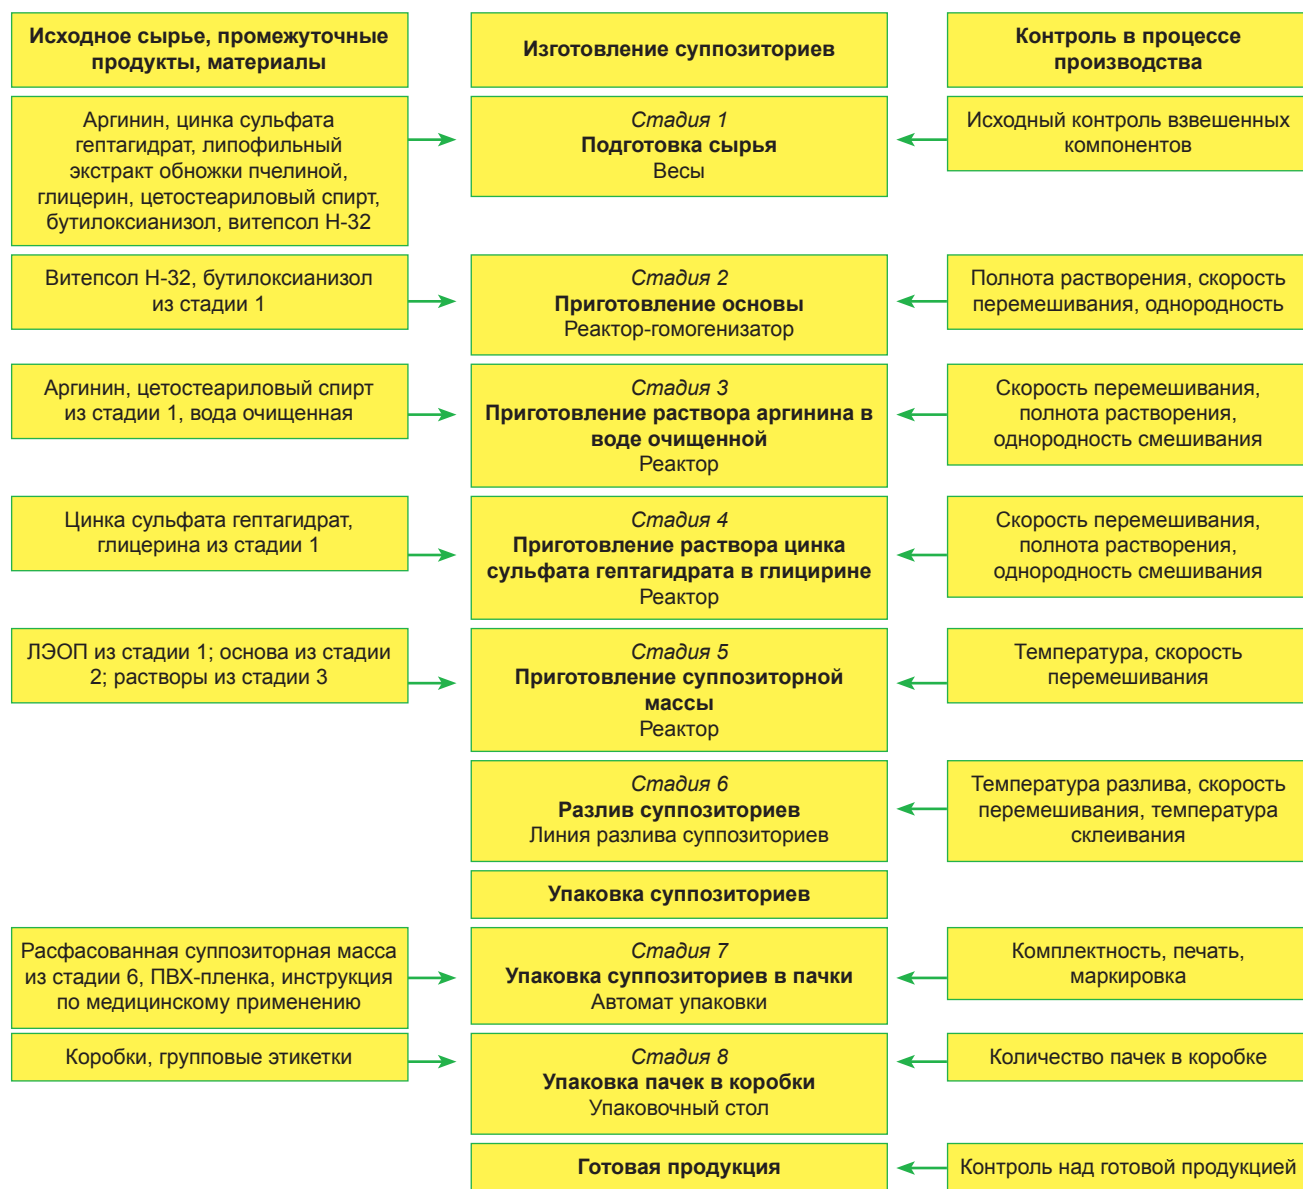 Исходное сырье, промежуточные
продукты, материалы
Изготовление суппозиториев
Контроль в процессе
производства
Аргинин, цинка сульфата
гептагидрат, липофильный
экстракт обножки пчелиной,
глицерин, цетостеариловый спирт,
бутилоксианизол, витепсол Н-32
Стадия 1
Подготовка сырья
Весы
Исходный контроль взвешенных
компонентов
Витепсол Н-32, бутилоксианизол
из стадии 1
Стадия 2
Приготовление основы
Реактор-гомогенизатор
Полнота растворения, скорость
перемешивания, однородность
Аргинин, цетостеариловый спирт
из стадии 1, вода очищенная
Стадия 3
Приготовление раствора аргинина в
воде очищенной
Реактор
Скорость перемешивания,
полнота растворения,
однородность смешивания
Цинка сульфата гептагидрат,
глицерина из стадии 1
Стадия 4
Приготовление раствора цинка
сульфата гептагидрата в глицирине
Реактор
Скорость перемешивания,
полнота растворения,
однородность смешивания
ЛЭОП из стадии 1; основа из стадии
2; растворы из стадии 3
Стадия 5
Приготовление суппозиторной
массы
Реактор
Температура, скорость
перемешивания
Стадия 6
Разлив суппозиториев
Линия разлива суппозиториев
Температура разлива, скорость
перемешивания, температура
склеивания
Упаковка суппозиториев
Расфасованная суппозиторная масса
из стадии 6, ПВХ-пленка, инструкция
по медицинскому применению
Стадия 7
Упаковка суппозиториев в пачки
Автомат упаковки
Комплектность, печать,
маркировка
Коробки, групповые этикетки
Стадия 8
Упаковка пачек в коробки
Упаковочный стол
Количество пачек в коробке
Готовая продукция
Контроль над готовой продукцией